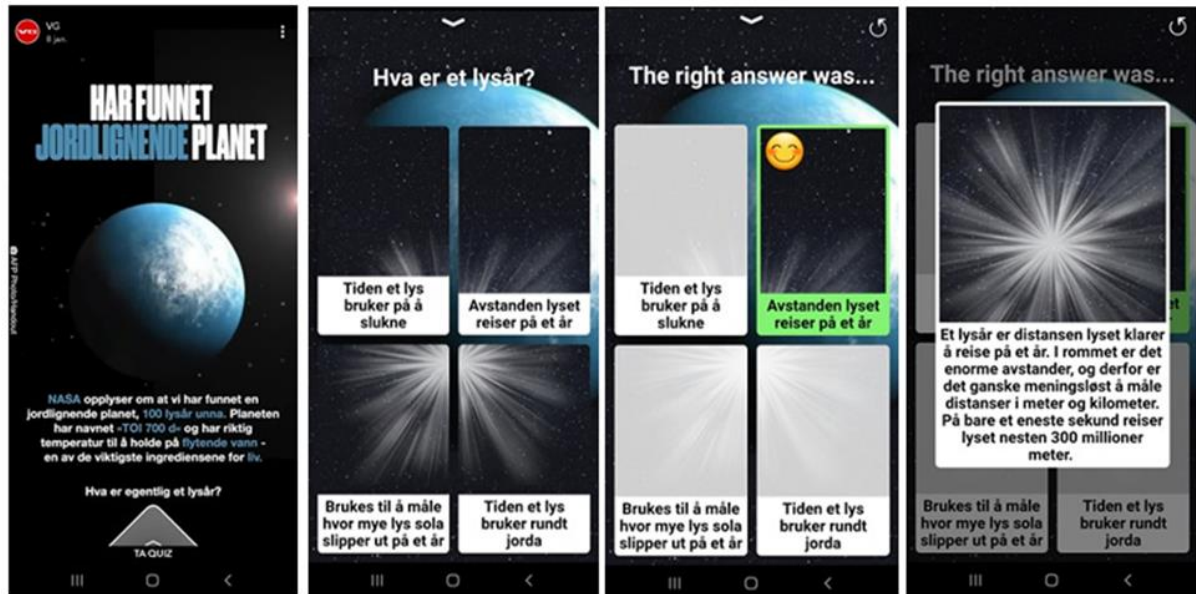 VG
VG
8 jan.
HAR FUNNET
JORDLIGNENDE PLANET
NASA opplyser om at vi har funnet en
jordlignende planet, 100 lysår unna. Planeten
har navnet «TOI 700 d» og har riktig
temperatur til å holde på flytende vann -
en av de viktigste ingrediensene for liv.
Hva er egentlig et lysår?
TA QUIZ
Hva er et lysår?
Tiden et lys
bruker på å
slukne
Avstanden lyset
reiser på et år
Brukes til å måle
hvor mye lys sola
slipper ut på et år
Tiden et lys
bruker rundt
jorda
The right answer was...
Tiden et lys
bruker på å
slukne
Avstanden lyset
reiser på et år
Brukes til å måle
hvor mye lys sola
slipper ut på et år
Tiden et lys
bruker rundt
jorda
The right answer was...
Et lysår er distansen lyset klarer
å reise på et år. I rommet er det
enorme avstander, og derfor er
det ganske meningsløst å måle
distanser i meter og kilometer.
På bare et eneste sekund reiser
lyset nesten 300 millioner
meter.
Brukes til å måle
hvor mye lys sola
slipper ut på et år
Tiden et lys
bruker rundt
jorda